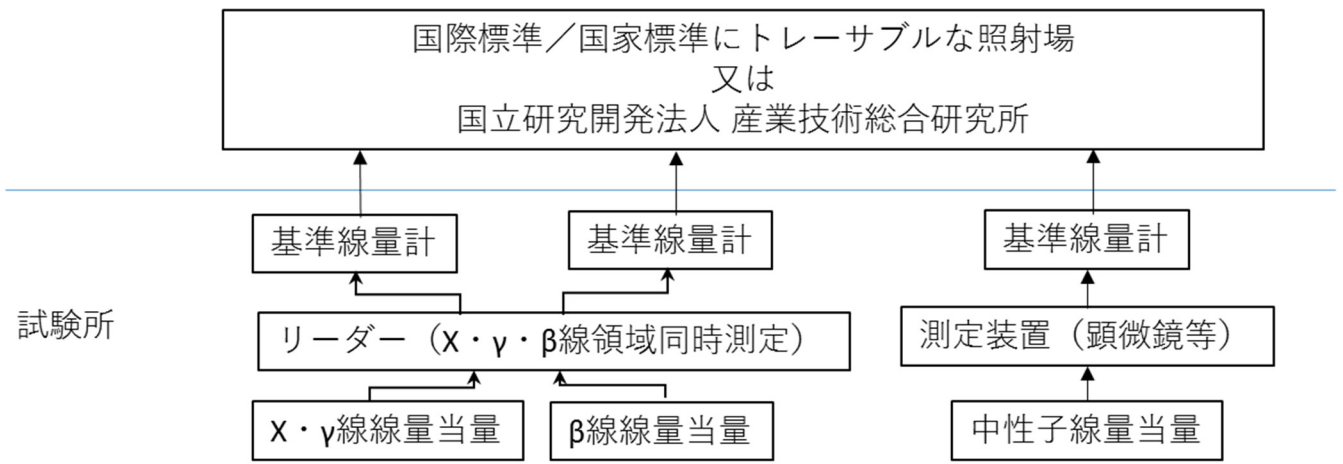 国際標準／国家標準にトレーサブルな照射場
又は
国立研究開発法人 産業技術総合研究所
基準線量計
基準線量計
基準線量計
試験所
リーダー（X・γ・β線領域同時測定）
測定装置（顕微鏡等）
X・γ線線量当量
β線線量当量
中性子線量当量